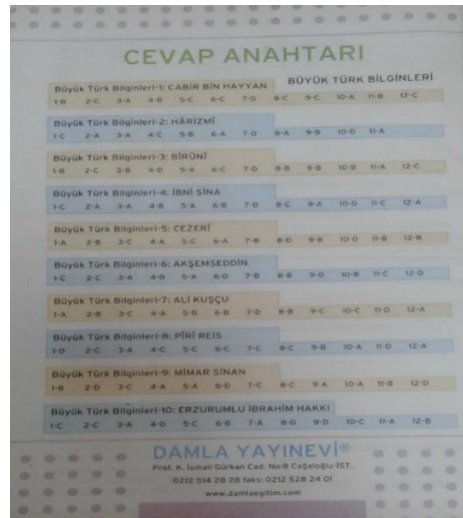 CEVAP ANAHTARI
BÜYÜK TÜRK BİLGİNLERİ
Büyük Türk Bilginleri-1: CABİR BİN HAYYAN
1-B 2-C 3-A 4-B 5-C 6-C 7-D 8-C 9-C 10-A 11-B 12-C
Büyük Türk Bilginleri-2: HÂRİZMİ
1-C 2-A 3-A 4-C 5-B 6-A 7-D 8-A 9-B 10-D 11-A
Büyük Türk Bilginleri-3: BİRÛNİ
1-B 2-C 3-B 4-D 5-A 6-C 7-D 8-B 9-B 10-B 11-A 12-C
Büyük Türk Bilginleri-4: İBNİ SİNA
1-C 2-A 3-A 4-B 5-A 6-B 7-D 8-C 9-A 10-D 11-C 12-A
Büyük Türk Bilginleri-5: CEZERİ
1-A 2-B 3-C 4-A 5-C 6-A 7-B 8-D 9-B 10-D 11-B 12-B
Büyük Türk Bilginleri-6: AKŞEMSEDDİN
1-C 2-C 3-A 4-B 5-A 6-D 7-B 8-B 9-D 10-B 11-C 12-D
Büyük Türk Bilginleri-7: ALİ KUŞÇU
1-A 2-B 3-C 4-A 5-B 6-B 7-D 8-B 9-C 10-C 11-D 12-A
Büyük Türk Bilginleri-8: PİRİ REİS
1-D 2-C 3-A 4-C 5-C 6-C 7-C 8-C 9-B 10-A 11-D 12-A
Büyük Türk Bilginleri-9: MİMAR SİNAN
1-B 2-D 3-C 4-A 5-A 6-D 7-C 8-C 9-A 10-A 11-B 12-D
Büyük Türk Bilginleri-10: ERZURUMLU İBRAHİM HAKKI
1-C 2-C 3-A 4-D 5-C 6-B 7-A 8-D 9-D 10-C 11-A 12-B
DAMLA YAYINEVİ®
Prof. K. İsmail Gürkan Cad. No:8 Cağaloğlu-İST.
0212 514 28 28 faks: 0212 528 24 01
www.damlaegitim.com